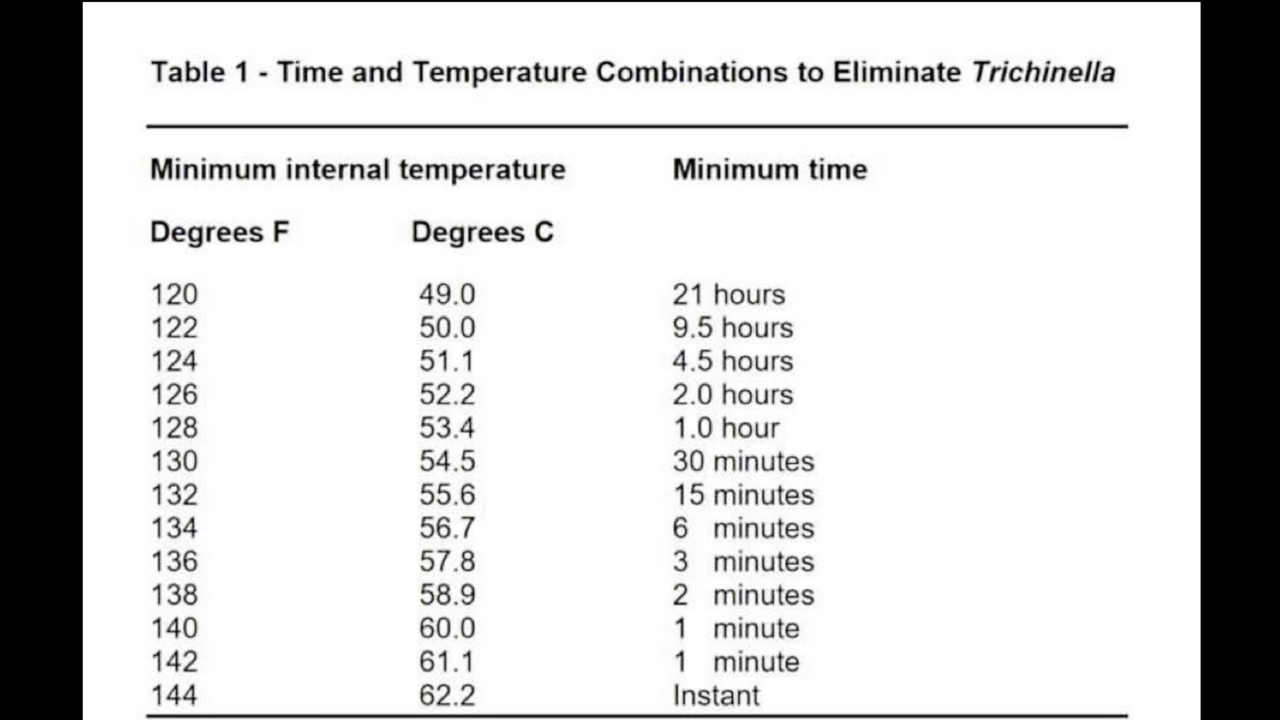 Table 1 - Time and Temperature Combinations to Eliminate Trichinella
Minimum internal temperature Minimum time
Degrees F Degrees C
120 49.0 21 hours
122 50.0 9.5 hours
124 51.1 4.5 hours
126 52.2 2.0 hours
128 53.4 1.0 hour
130 54.5 30 minutes
132 55.6 15 minutes
134 56.7 6 minutes
136 57.8 3 minutes
138 58.9 2 minutes
140 60.0 1 minute
142 61.1 1 minute
144 62.2 Instant